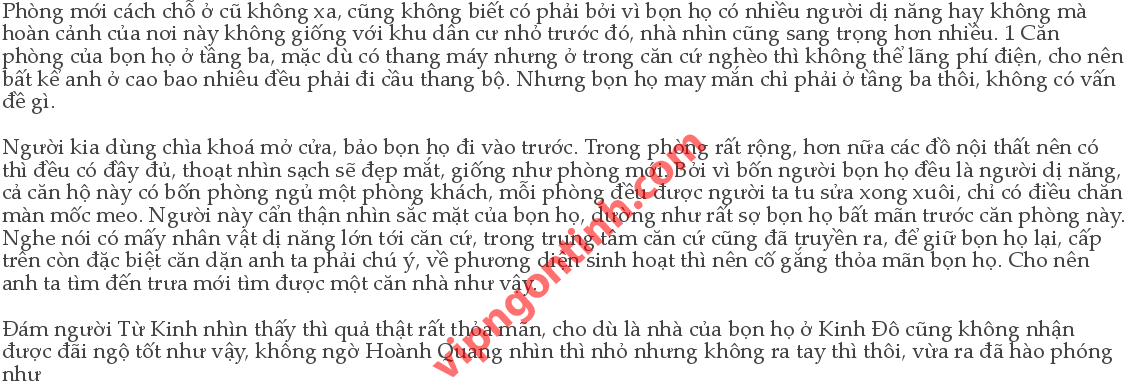 Phòng mới cách chỗ ở cũ không xa, cũng không biết có phải bởi vì bọn họ có nhiều người dị năng hay không mà
hoàn cảnh của nơi này không giống với khu dân cư nhỏ trước đó, nhà nhìn cũng sang trọng hơn nhiều. 1 Căn
phòng của bọn họ ở tầng ba, mặc dù có thang máy nhưng ở trong căn cứ nghèo thì không thể lãng phí điện, cho nên
bất kể anh ở cao bao nhiêu đều phải đi cầu thang bộ. Nhưng bọn họ may mắn chỉ phải ở tầng ba thôi, không có vấn
đề gì.
Người kia dùng chìa khoá mở cửa, bảo bọn họ đi vào trước. Trong phòng rất rộng, hơn nữa các đồ nội thất nên có
thì đều có đầy đủ, thoạt nhìn sạch sẽ đẹp mắt, giống như phòng mới. Bởi vì bốn người bọn họ đều là người dị năng,
cả căn hộ này có bốn phòng ngủ một phòng khách, mỗi phòng đều được người ta tu sửa xong xuôi, chỉ có điều chăn
màn mốc meo. Người này cẩn thận nhìn sắc mặt của bọn họ, dường như rất sợ bọn họ bất mãn trước căn phòng này.
Nghe nói có mấy nhân vật dị năng lớn tới căn cứ, trong trung tâm căn cứ cũng đã truyền ra, để giữ bọn họ lại, cấp
trên còn đặc biệt căn dặn anh ta phải chú ý, về phương diện sinh hoạt thì nên cố gắng thỏa mãn bọn họ. Cho nên
anh ta tìm đến trưa mới tìm được một căn nhà như vậy.
Đám người Từ Kinh nhìn thấy thì quả thật rất thỏa mãn, cho dù là nhà của bọn họ ở Kinh Đô cũng không nhận
được đãi ngộ tốt như vậy, không ngờ Hoành Quang nhìn thì nhỏ nhưng không ra tay thì thôi, vừa ra đã hào phóng
như
vipngontinh.com